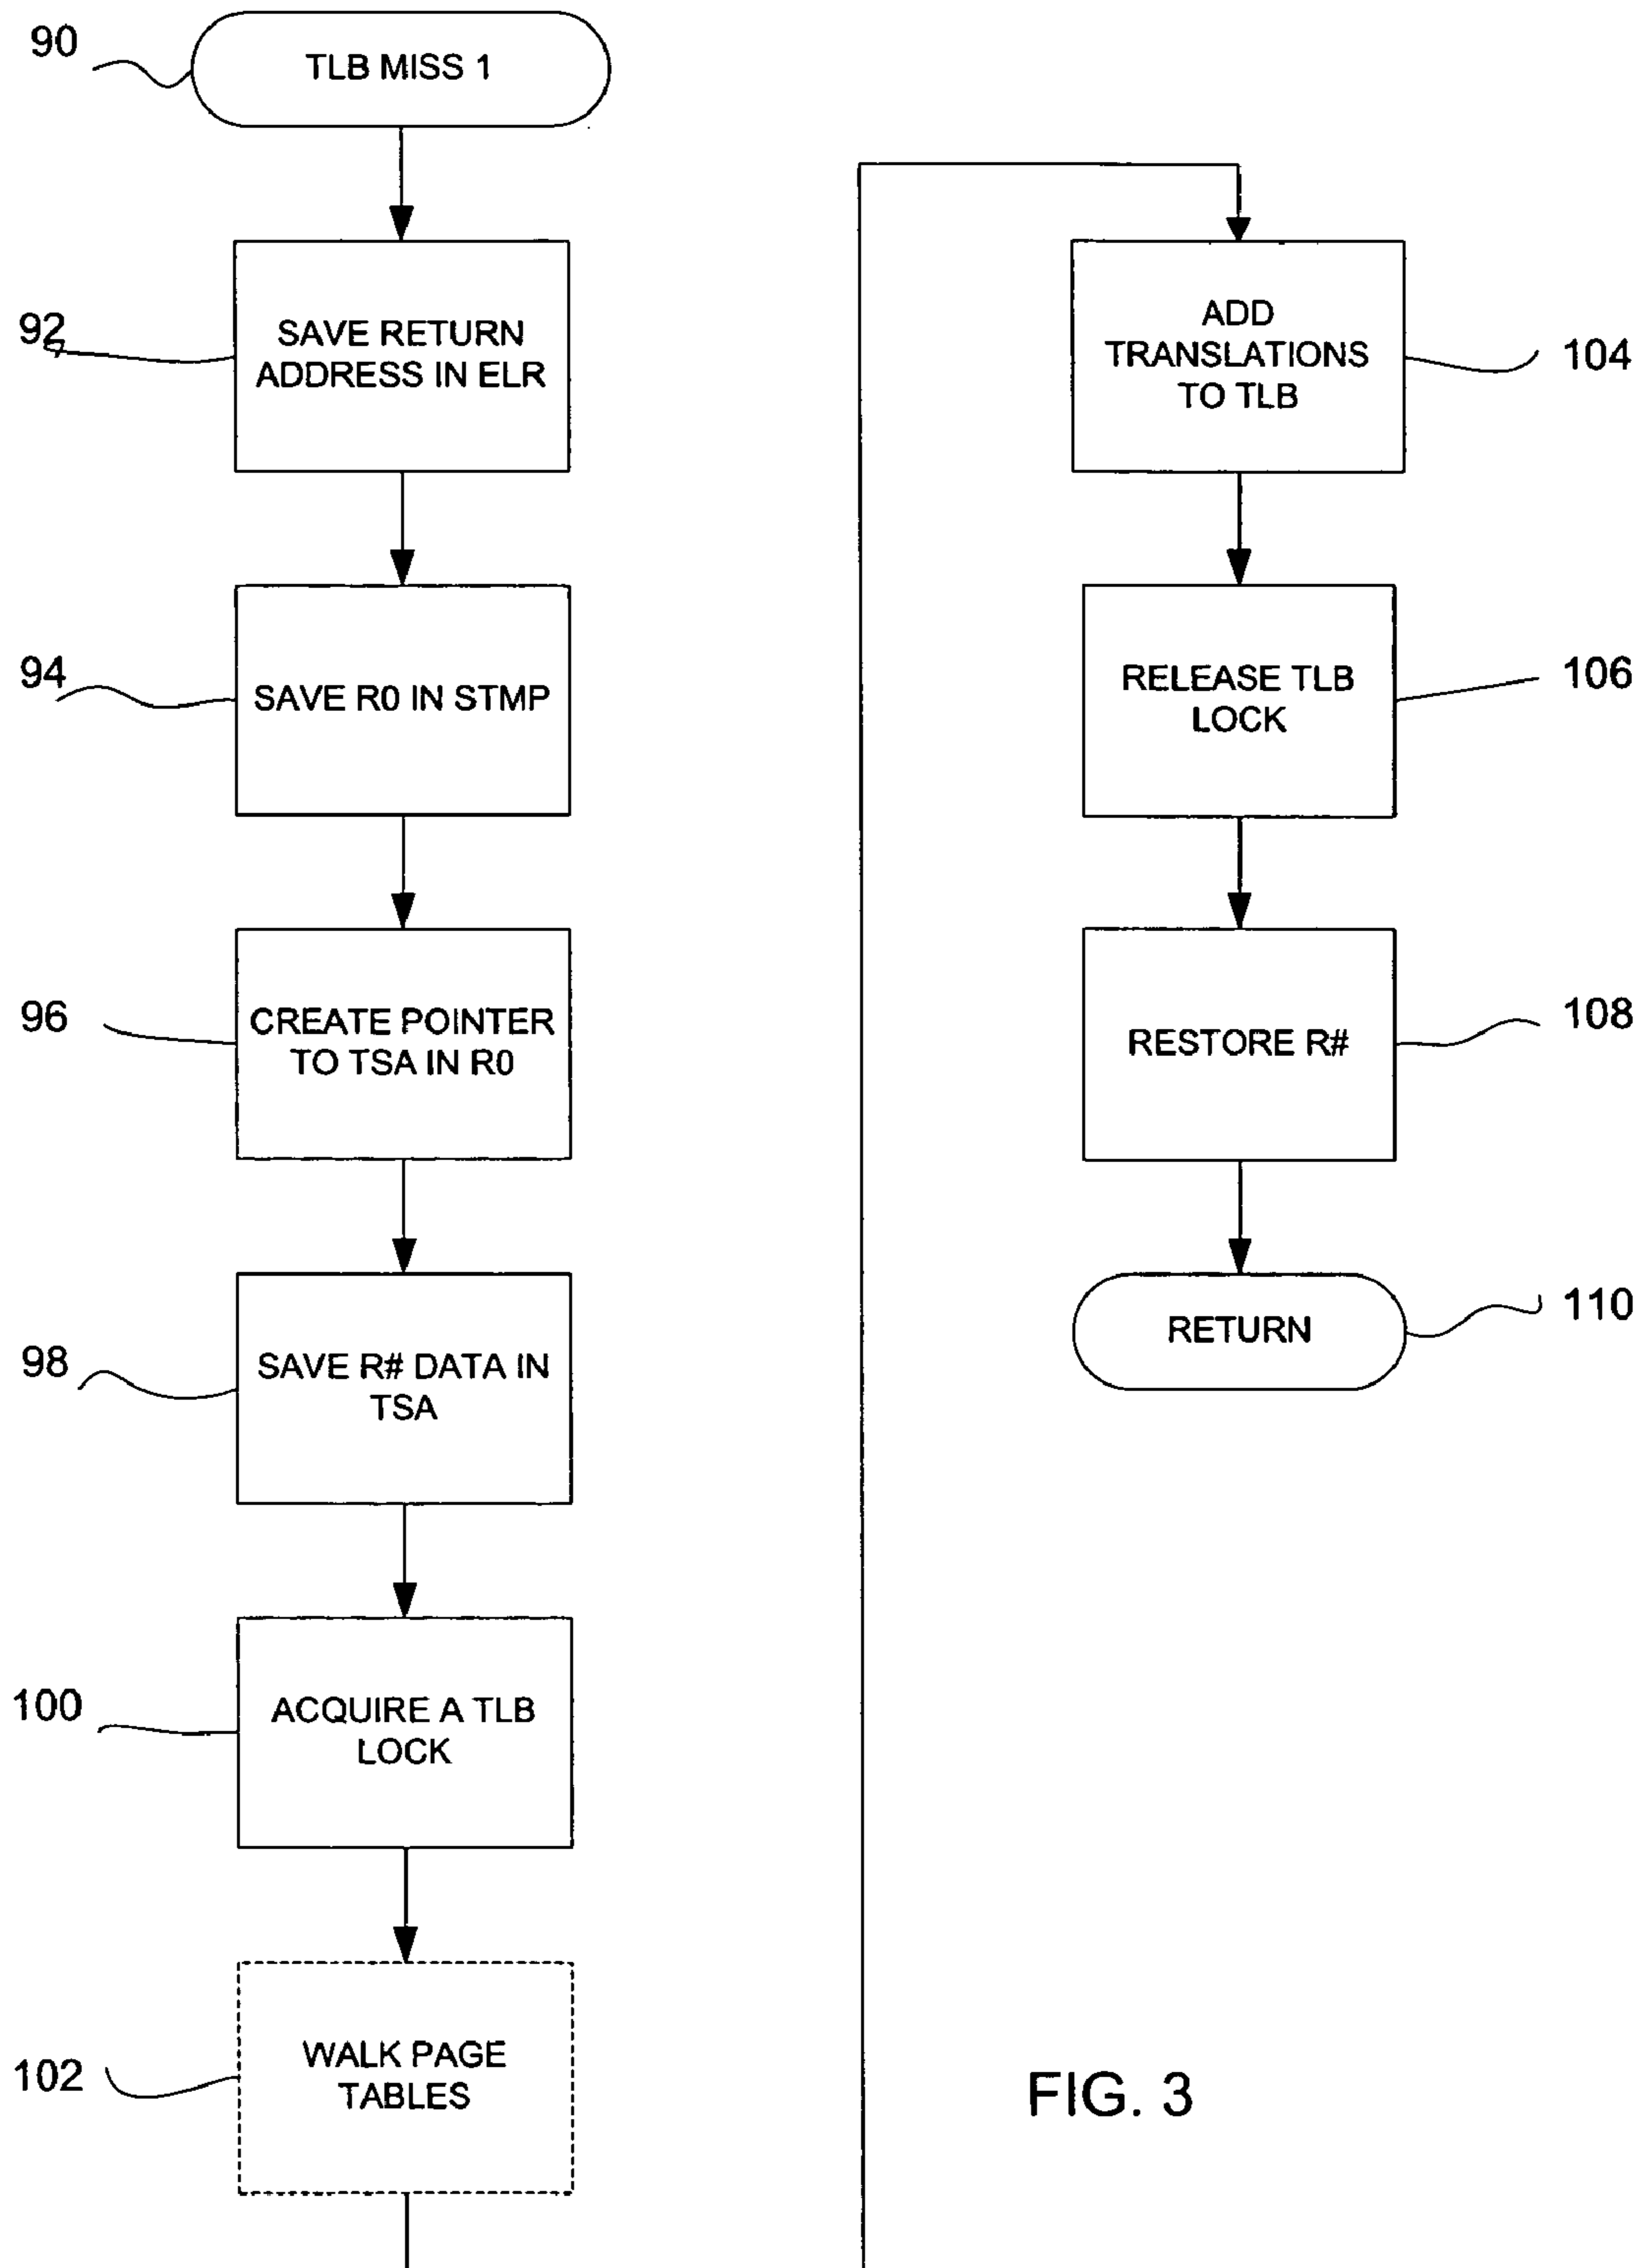 90
TLB MISS 1
92
SAVE RETURN
ADDRESS IN ELR
94
SAVE R0 IN STMP
96
CREATE POINTER
TO TSA IN R0
98
SAVE R# DATA IN
TSA
100
ACQUIRE A TLB
LOCK
102
WALK PAGE
TABLES
ADD
TRANSLATIONS
TO TLB
104
RELEASE TLB
LOCK
106
RESTORE R#
108
RETURN
110
FIG. 3